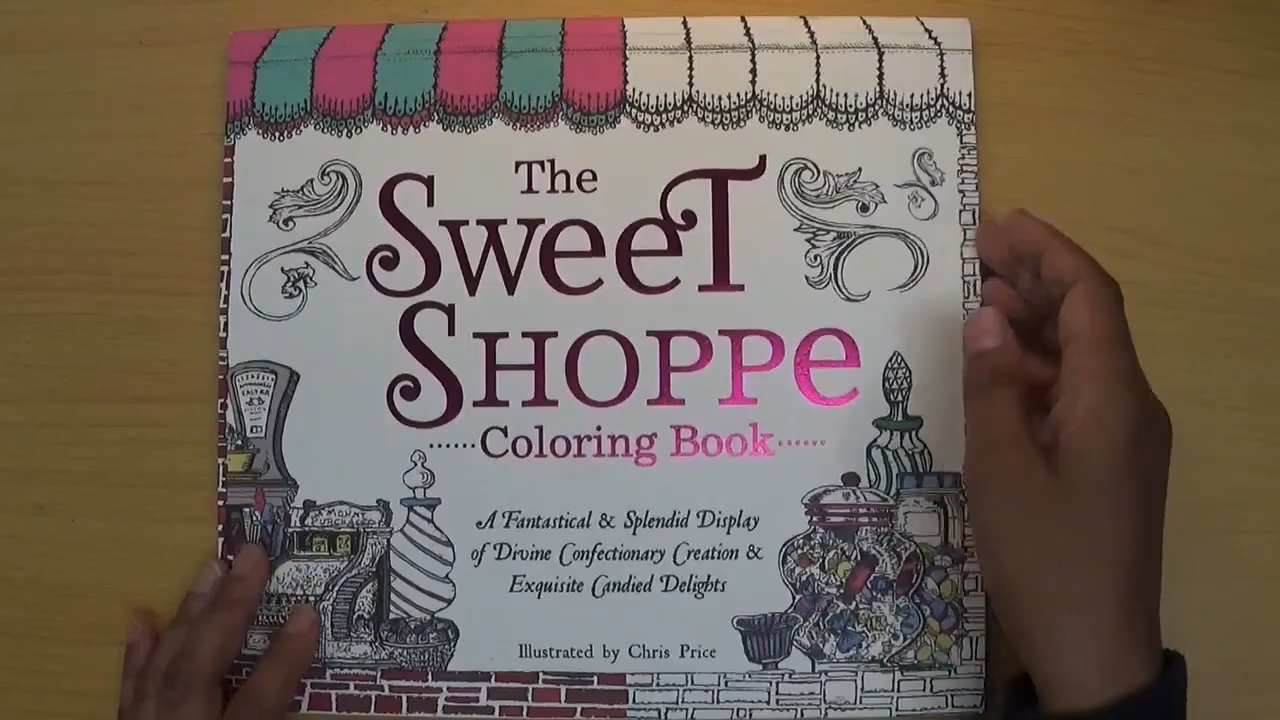 The
Sweet
Shoppe
Coloring Book
A Fantastical & Splendid Display
of Divine Confectionary Creation &
Exquisite Candied Delights
Illustrated by Chris Price